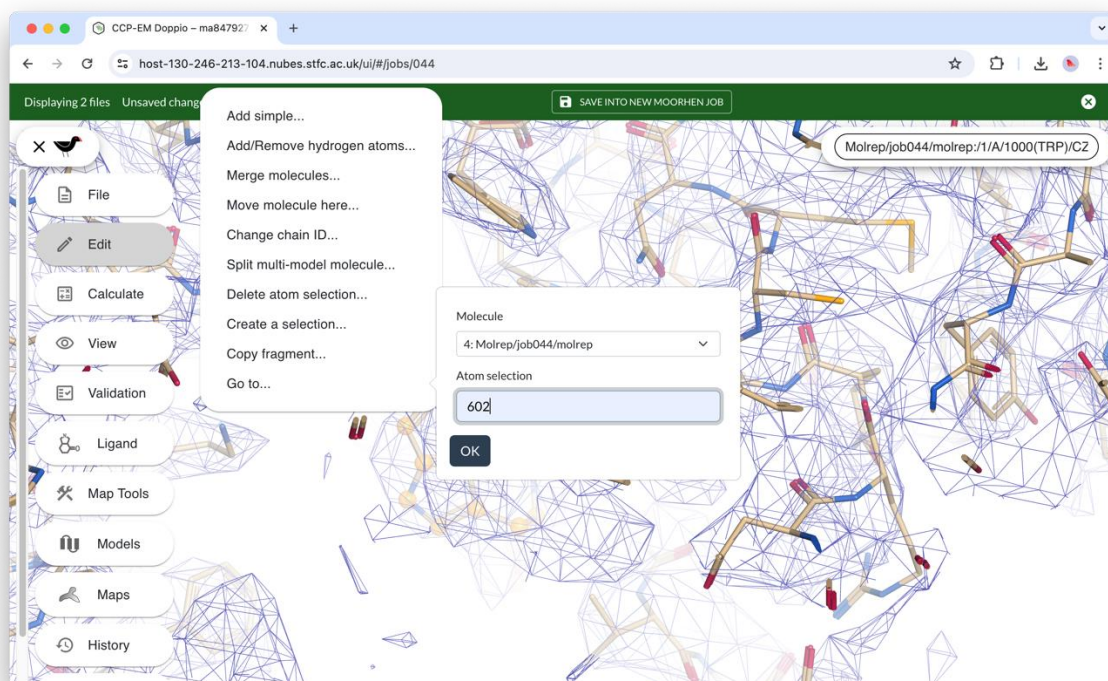 CCP-EM Doppio – ma847927
host-130-246-213-104.nubes.stfc.ac.uk/ui/#/jobs/044
Displaying 2 files Unsaved chang
SAVE INTO NEW MOORHEN JOB
Molrep/job044/molrep:/1/A/1000(TRP)/CZ
File
Edit
Calculate
View
Validation
Ligand
Map Tools
Models
Maps
History
Add simple...
Add/Remove hydrogen atoms...
Merge molecules...
Move molecule here...
Change chain ID...
Split multi-model molecule...
Delete atom selection...
Create a selection...
Copy fragment...
Go to...
Molecule
4: Molrep/job044/molrep
Atom selection
602
OK